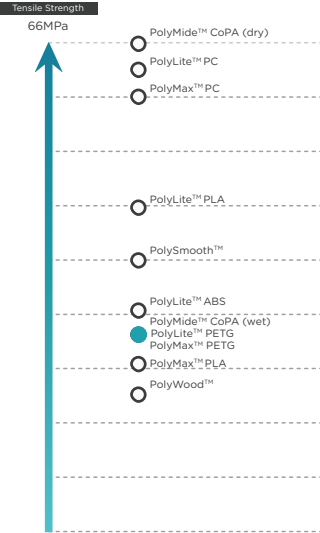 Tensile Strength
66MPa
PolyMide™ CoPA (dry)
PolyLite™ PC
PolyMax™ PC
PolyLite™ PLA
PolySmooth™
PolyLite™ ABS
PolyMide™ CoPA (wet)
PolyLite™ PETG
PolyMax™ PETG
PolyMax™ PLA
PolyWood™